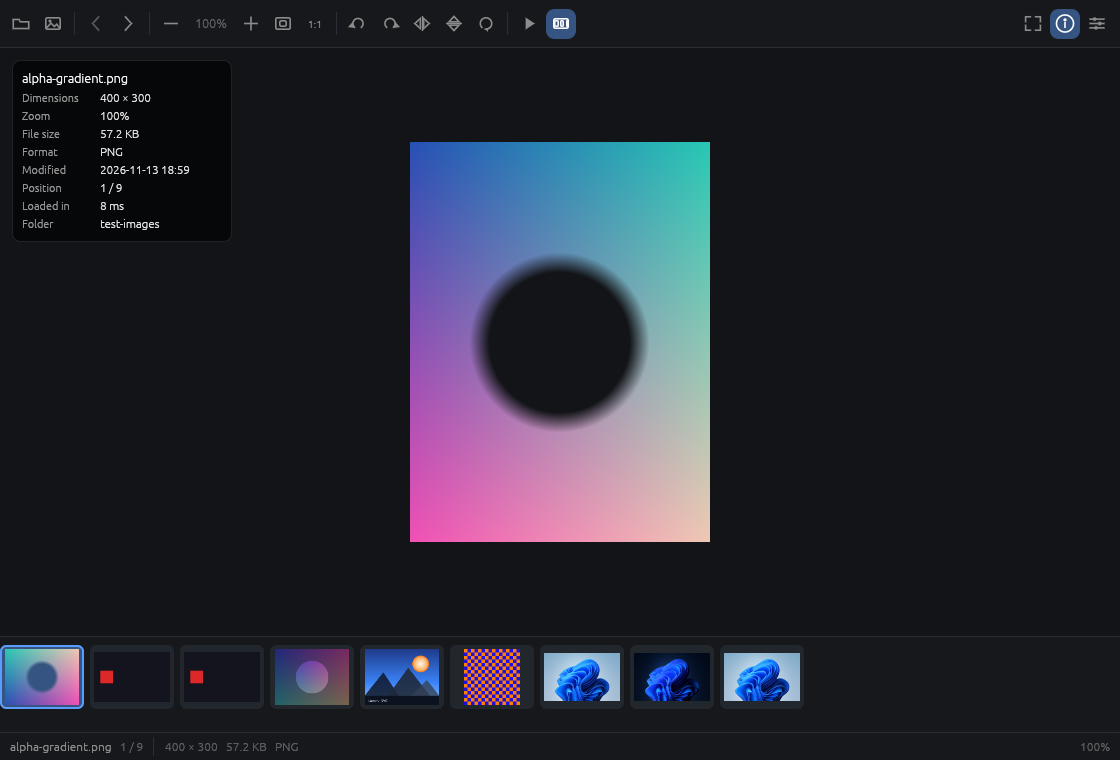 100%
1:1
alpha-gradient.png
Dimensions 400 × 300
Zoom 100%
File size 57.2 KB
Format PNG
Modified 2026-11-13 18:59
Position 1 / 9
Loaded in 8 ms
Folder test-images
alpha-gradient.png 1 / 9 400 × 300 57.2 KB PNG 100%